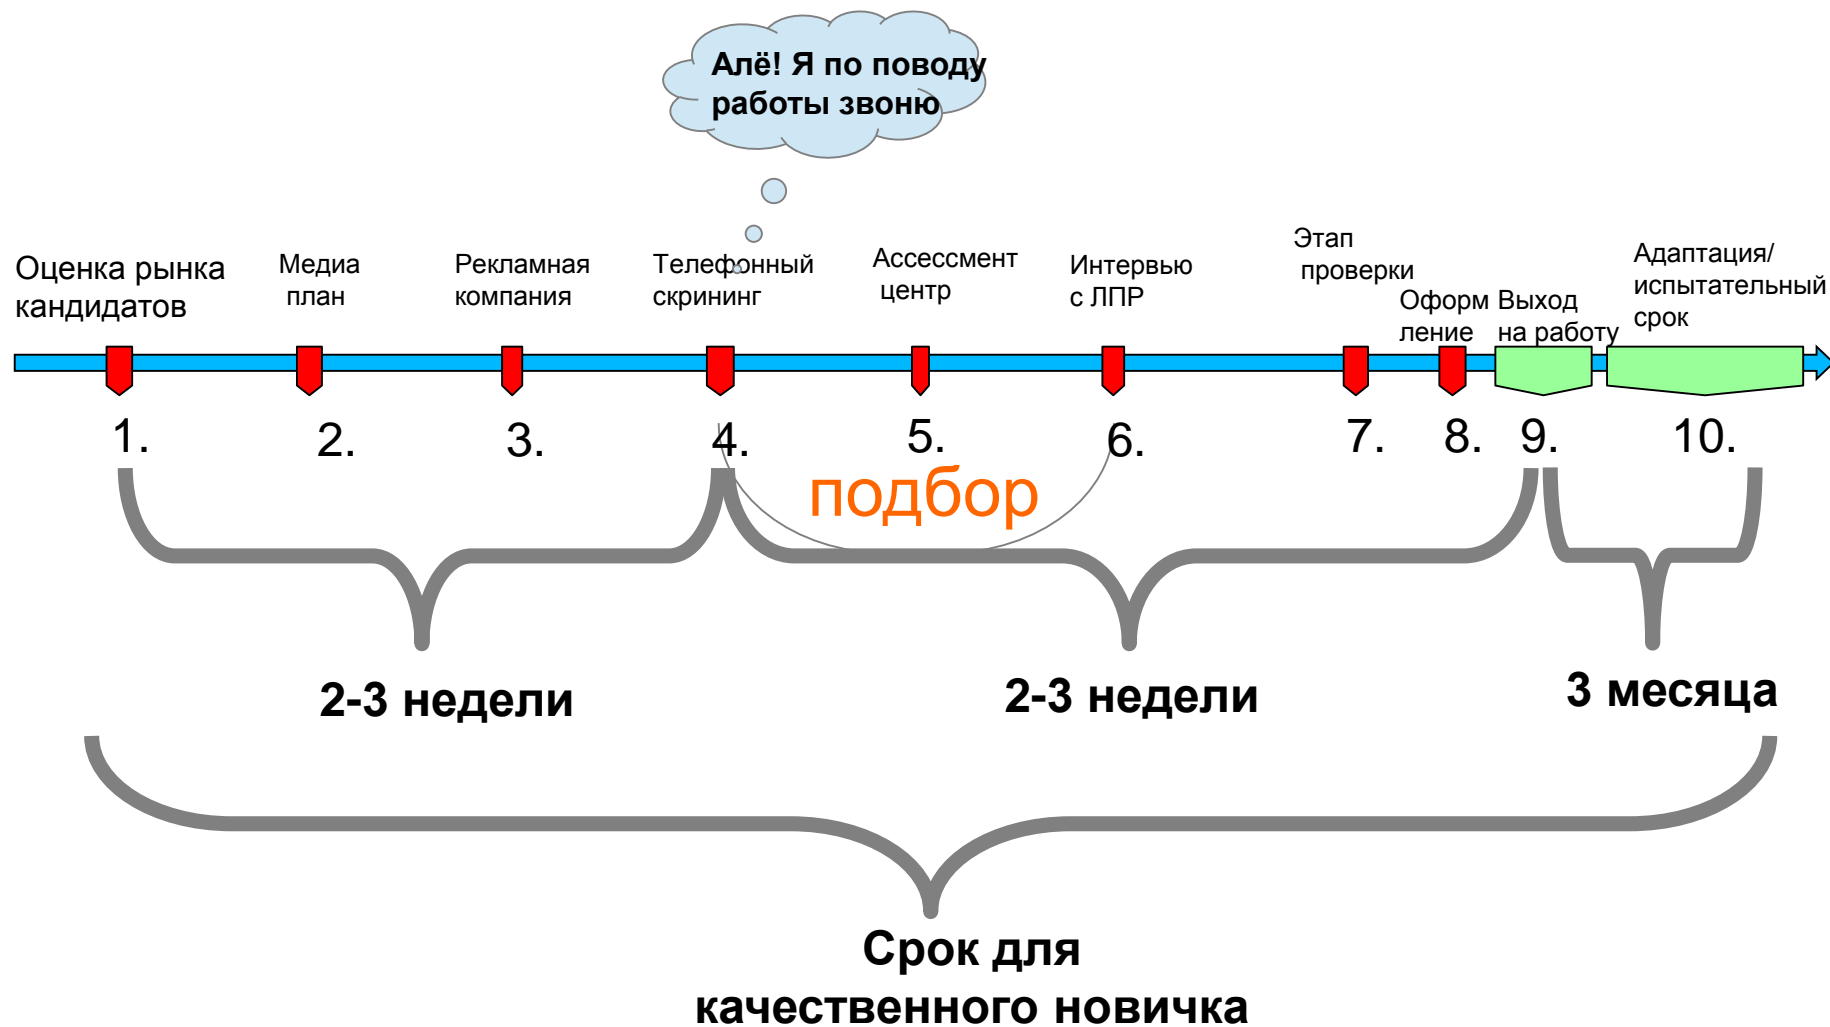 Алё! Я по поводу
работы звоню
Оценка рынка
кандидатов
Медиа
план
Рекламная
компания
Телефонный
скрининг
Ассессмент
центр
Интервью
с ЛПР
Этап
проверки
Оформ
ление
Выход
на работу
Адаптация/
испытательный
срок
1.
2.
3.
4.
5.
6.
7.
8.
9.
10.
подбор
2-3 недели
2-3 недели
3 месяца
Срок для
качественного новичка